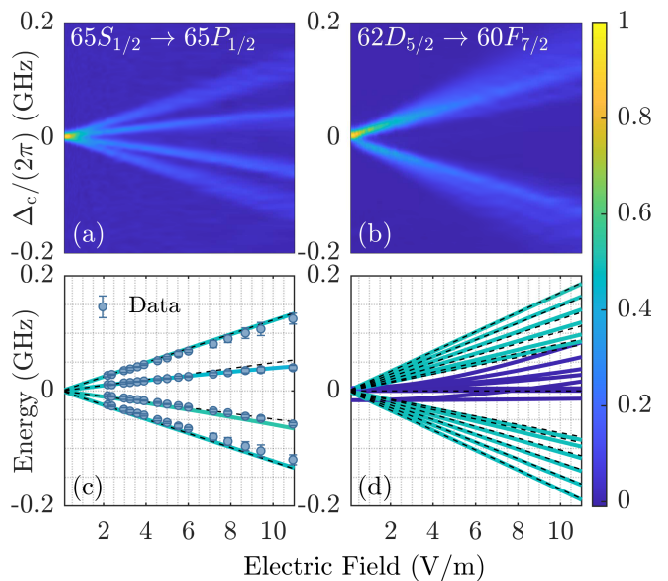 0.2
0
-0.2
Δc/(2π) (GHz)
65S1/2 → 65P1/2
(a)
0.2
0
-0.2
62D5/2 → 60F7/2
(b)
1
0.8
0.6
0.4
0.2
0
0.2
0
-0.2
Energy (GHz)
Data
(c)
2 4 6 8 10
0.2
0
-0.2
(d)
2 4 6 8 10
Electric Field (V/m)